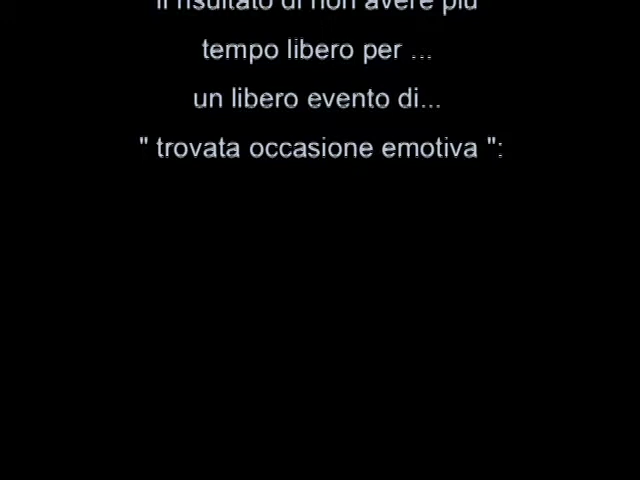 il risultato di non avere più
tempo libero per ...
un libero evento di...
" trovata occasione emotiva ":